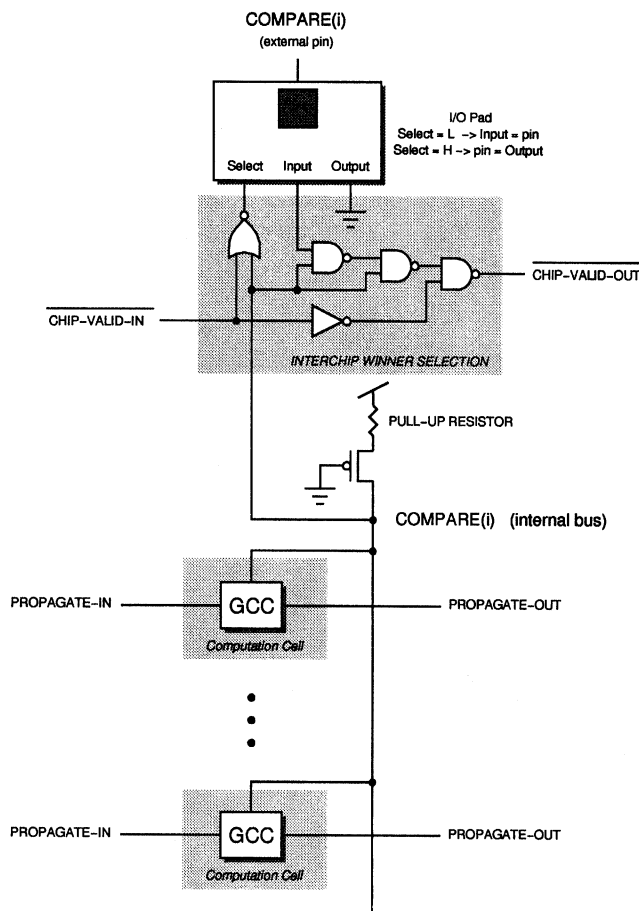 COMPARE(i)
(external pin)
I/O Pad
Select = L -> Input = pin
Select = H -> pin = Output
Select Input Output
CHIP-VALID-OUT
CHIP-VALID-IN
INTERCHIP WINNER SELECTION
PULL-UP RESISTOR
COMPARE(i) (internal bus)
PROPAGATE-IN GCC PROPAGATE-OUT
Computation Cell
PROPAGATE-IN GCC PROPAGATE-OUT
Computation Cell